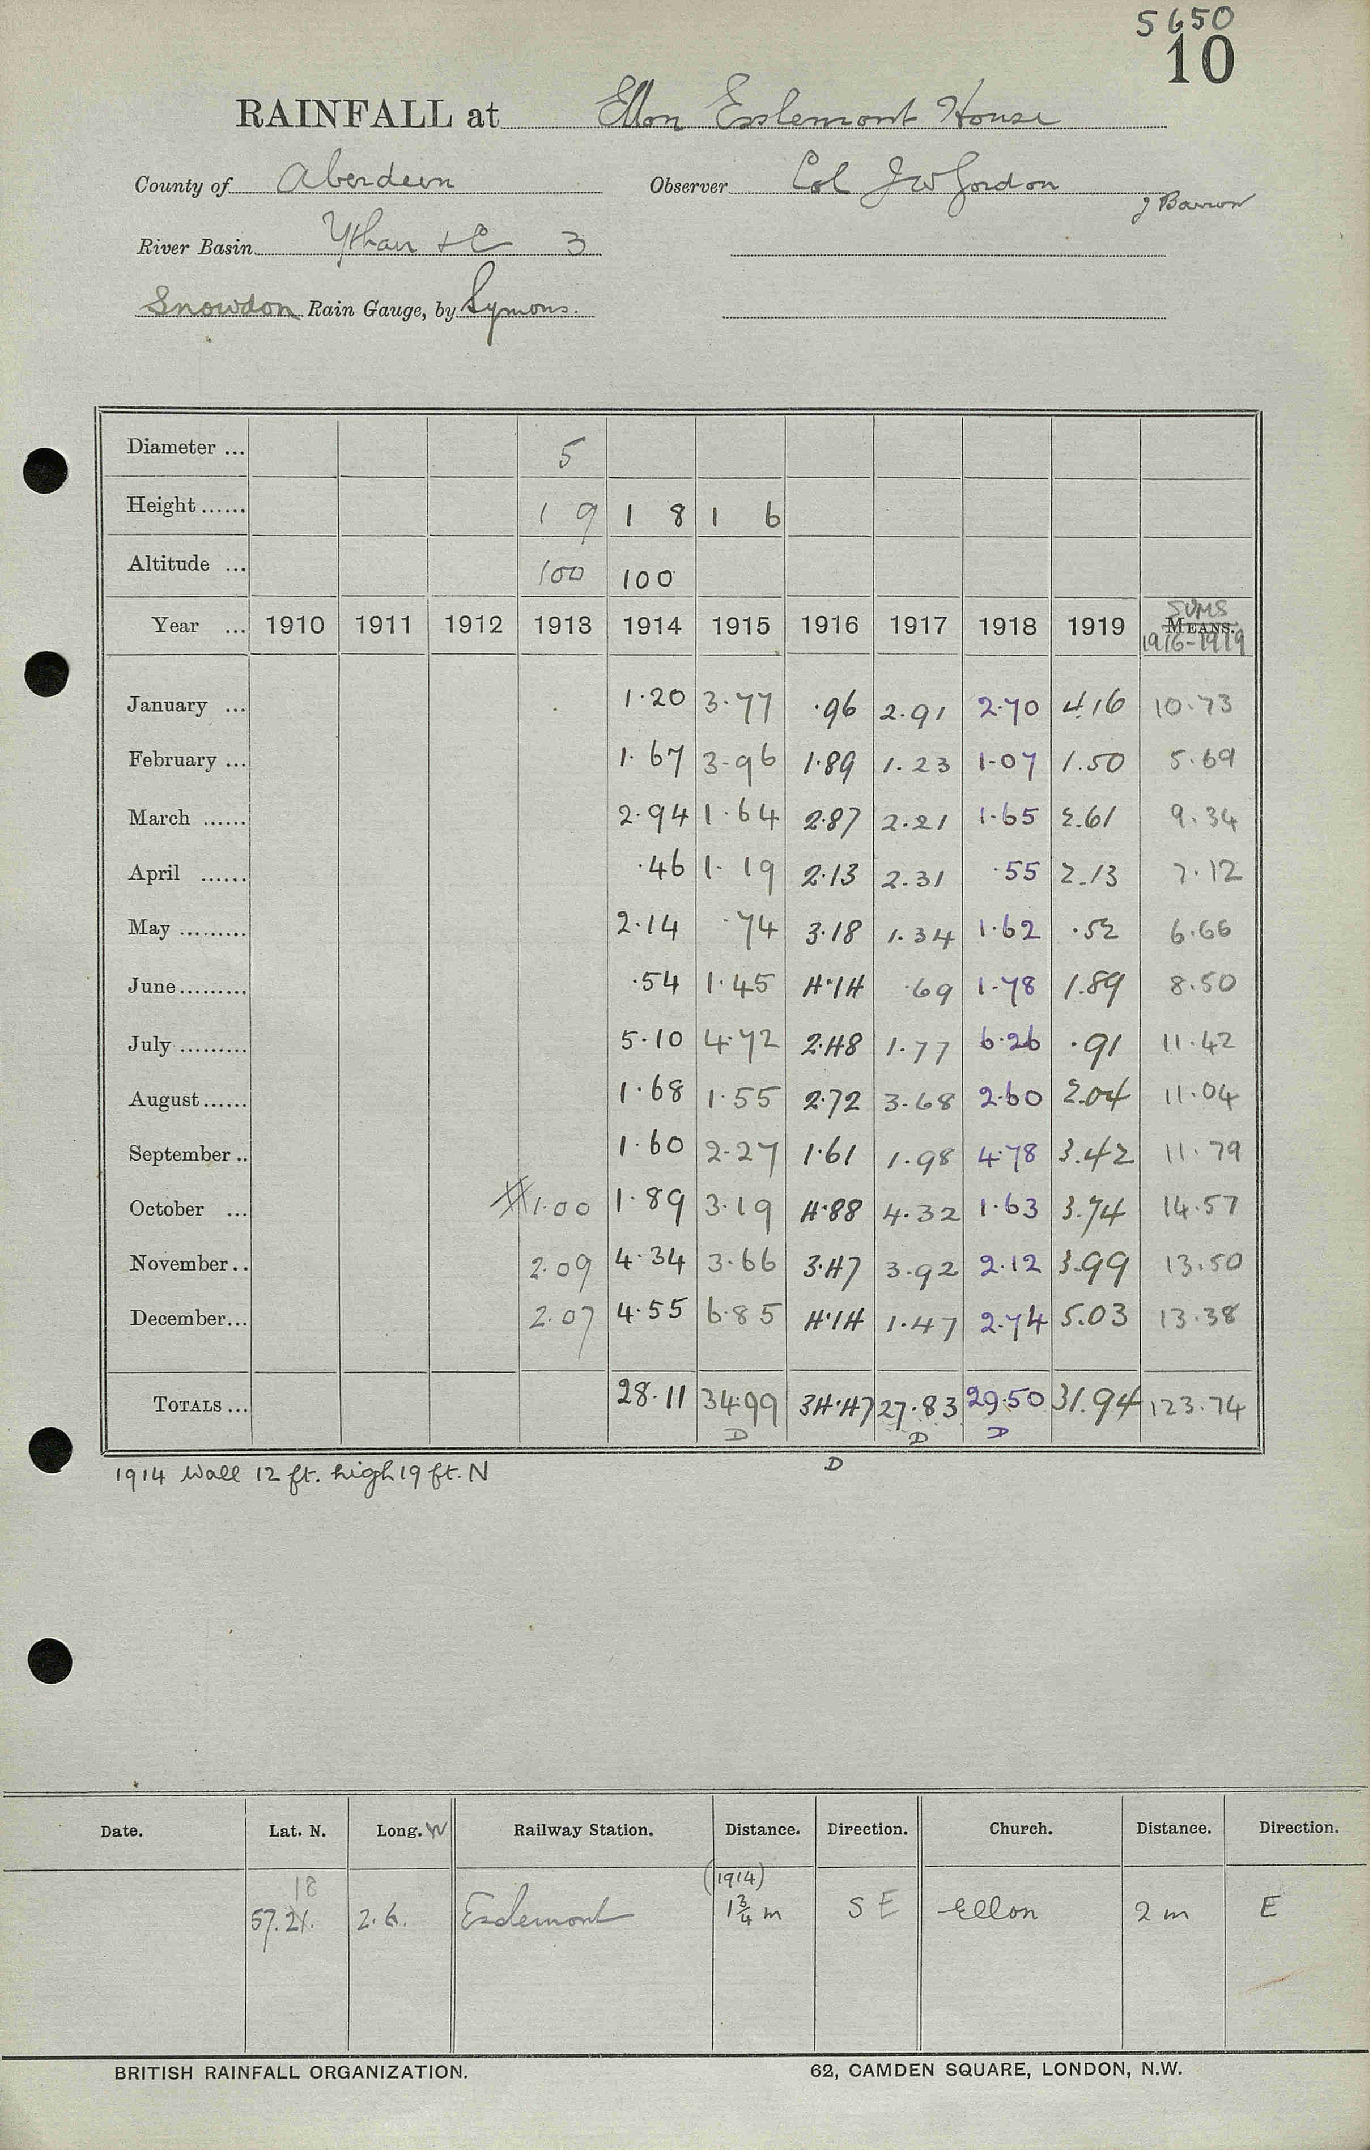 5650
10
RAINFALL at Ellon Esslemont House
County of Aberdeen Observer Col J W Gordon
J Barron
River Basin Ythan &c 3
Snowdon Rain Gauge, by Symons.
Diameter ... 5
Height ...... 1 9 1 8 1 6
Altitude ... 100 100
SUMS
Year ... 1910 1911 1912 1913 1914 1915 1916 1917 1918 1919 MEANS.
1916-1919
January ... 1.20 3.77 .96 2.91 2.70 4.16 10.73
February ... 1.67 3.96 1.89 1.23 1.07 1.50 5.69
March ...... 2.94 1.64 2.87 2.21 1.65 2.61 9.34
April ...... .46 1.19 2.13 2.31 .55 2.13 7.12
May ......... 2.14 .74 3.18 1.34 1.62 .52 6.66
June ......... .54 1.45 4.14 .69 1.78 1.89 8.50
July ......... 5.10 4.72 2.48 1.77 6.26 .91 11.42
August ...... 1.68 1.55 2.72 3.68 2.60 2.04 11.04
September .. 1.60 2.27 1.61 1.98 4.78 3.42 11.79
October ... 1.00 1.89 3.19 4.88 4.32 1.63 3.74 14.57
November .. 2.09 4.34 3.66 3.47 3.92 2.12 3.99 13.50
December ... 2.07 4.55 6.85 4.14 1.47 2.74 5.03 13.38
TOTALS ... 28.11 34.99 34.47 27.83 29.50 31.94 123.74
D D D D
1914 Wall 12 ft. high 19 ft. N
Date. Lat. N. Long. W Railway Station. Distance. Direction. Church. Distance. Direction.
18 (1914)
57.21. 2.6. Esslemont 1¾ m S E Ellon 2 m E
BRITISH RAINFALL ORGANIZATION. 62, CAMDEN SQUARE, LONDON, N.W.